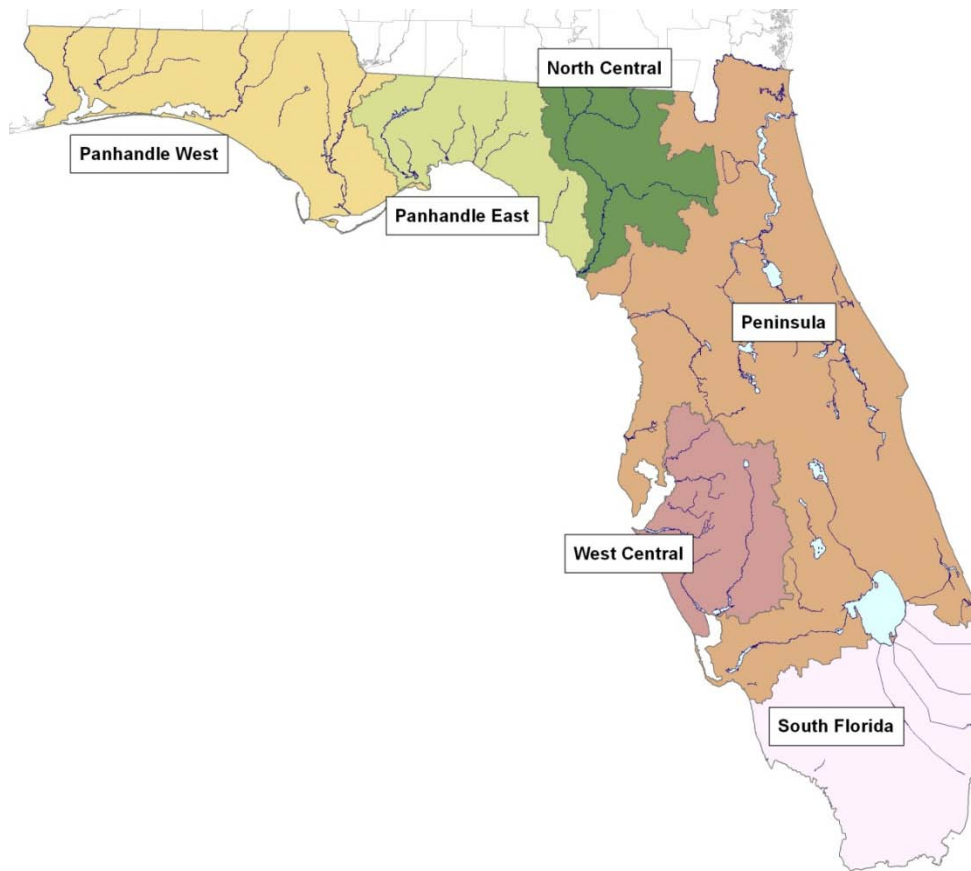 North Central
Panhandle West
Panhandle East
Peninsula
West Central
South Florida